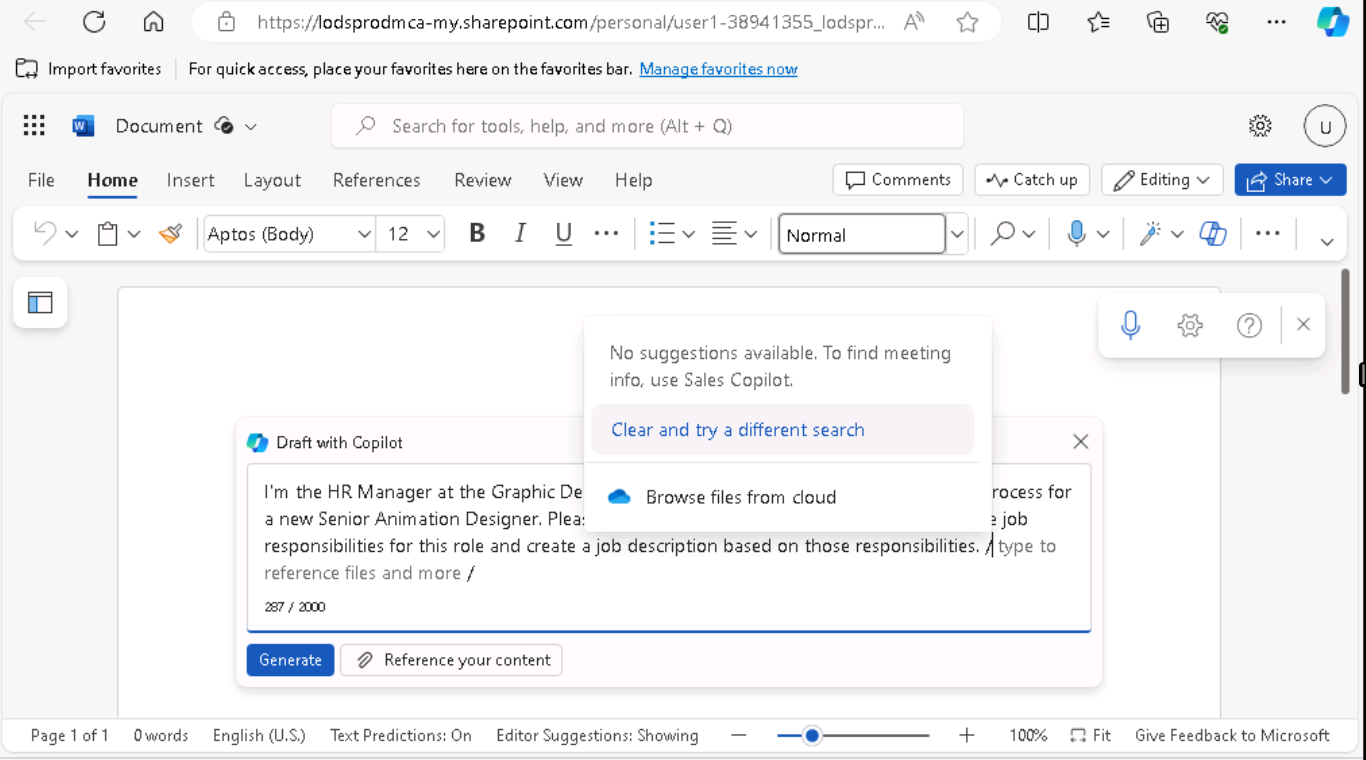 https://lodsprodmca-my.sharepoint.com/personal/user1-38941355_lodspr...
Import favorites
For quick access, place your favorites here on the favorites bar. Manage favorites now
Document
Search for tools, help, and more (Alt + Q)
U
File Home Insert Layout References Review View Help
Comments Catch up Editing Share
Aptos (Body) 12 B I U Normal
No suggestions available. To find meeting
info, use Sales Copilot.
Clear and try a different search
Browse files from cloud
Draft with Copilot
I'm the HR Manager at the Graphic De rocess for
a new Senior Animation Designer. Pleas e job
responsibilities for this role and create a job description based on those responsibilities. / type to
reference files and more /
287 / 2000
Generate Reference your content
Page 1 of 1 0 words English (U.S.) Text Predictions: On Editor Suggestions: Showing 100% Fit Give Feedback to Microsoft